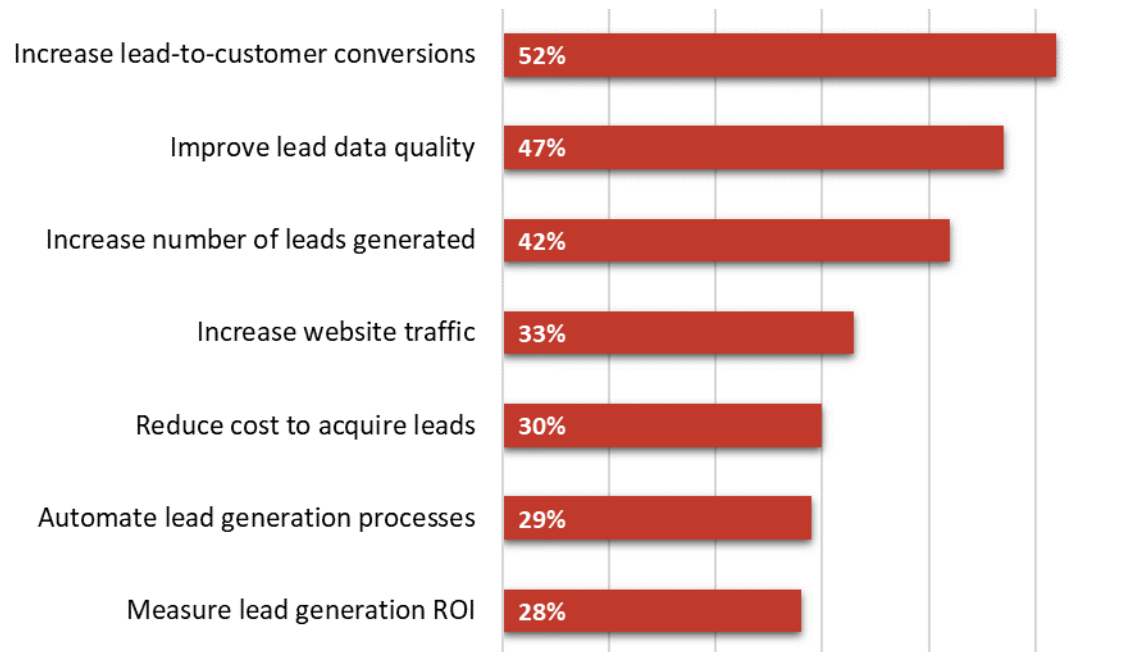 Increase lead-to-customer conversions 52%
Improve lead data quality 47%
Increase number of leads generated 42%
Increase website traffic 33%
Reduce cost to acquire leads 30%
Automate lead generation processes 29%
Measure lead generation ROI 28%